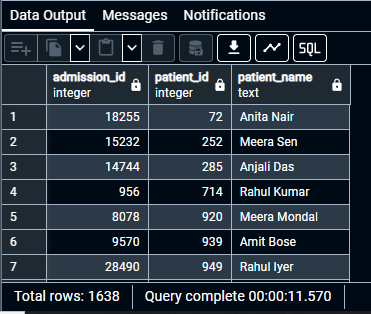 Data Output Messages Notifications
SQL
admission_id patient_id patient_name
integer integer text
1 18255 72 Anita Nair
2 15232 252 Meera Sen
3 14744 285 Anjali Das
4 956 714 Rahul Kumar
5 8078 920 Meera Mondal
6 9570 939 Amit Bose
7 28490 949 Rahul Iyer
Total rows: 1638 Query complete 00:00:11.570